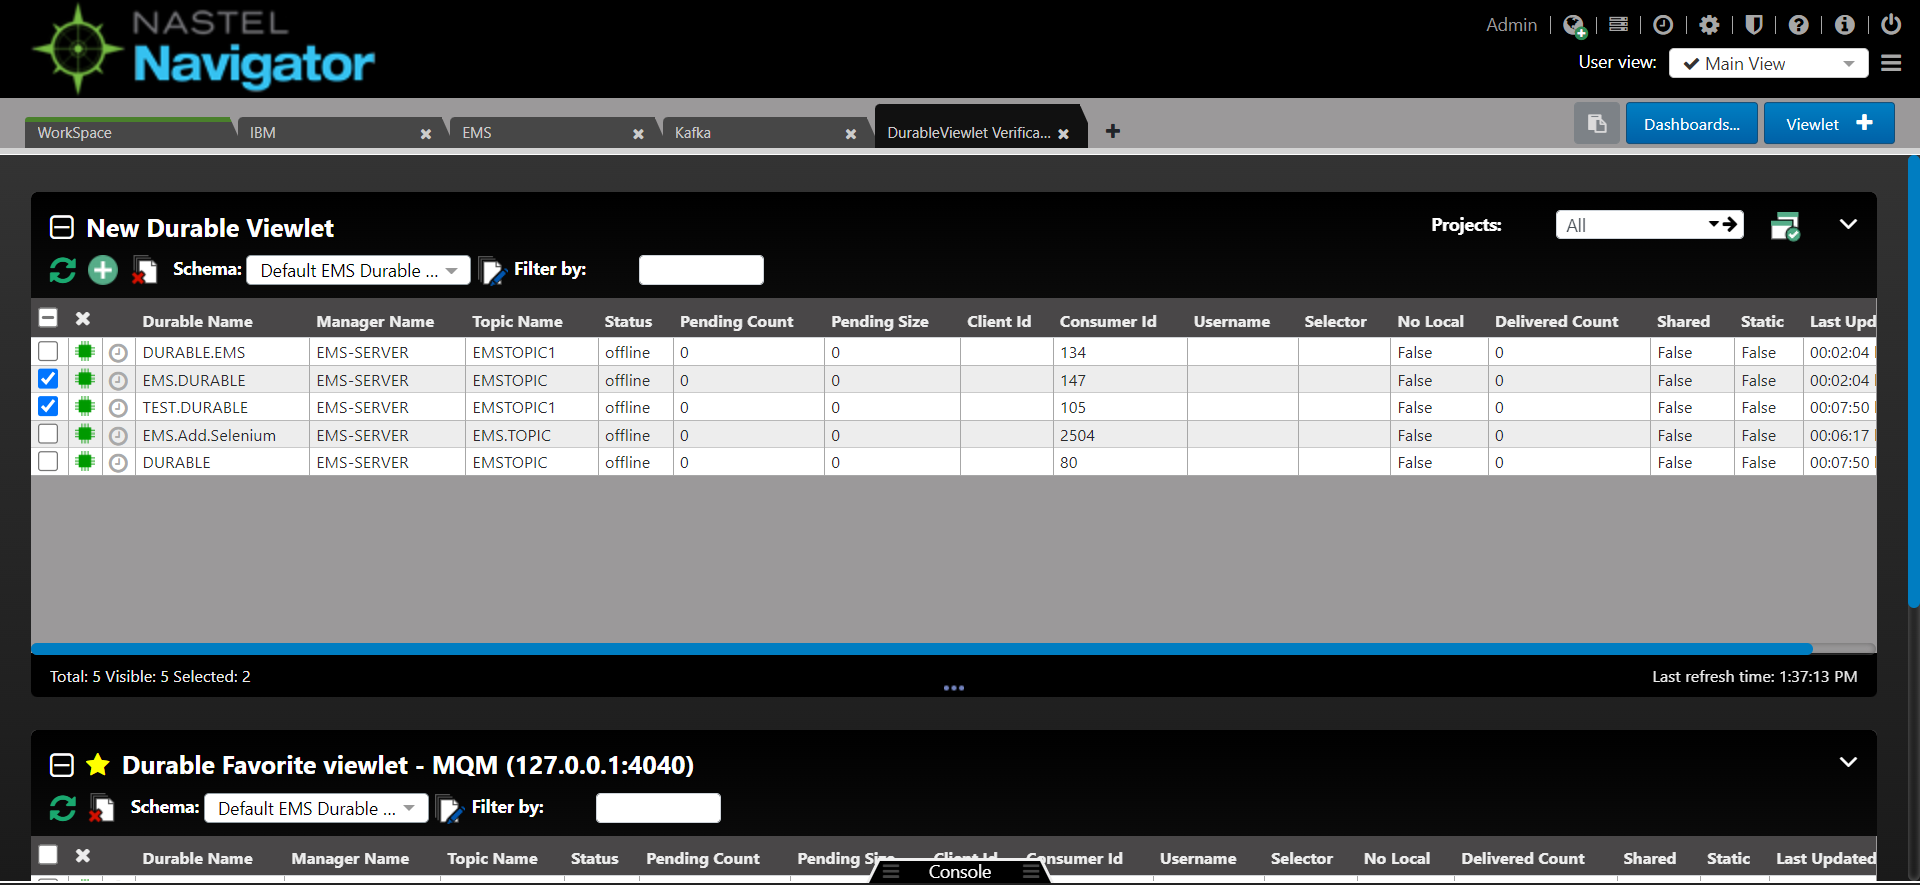 NASTEL
Navigator
Admin
User view: Main View
WorkSpace IBM EMS Kafka DurableViewlet Verifica... Dashboards... Viewlet
New Durable Viewlet Projects: All
Schema: Default EMS Durable ... Filter by:
Durable Name Manager Name Topic Name Status Pending Count Pending Size Client Id Consumer Id Username Selector No Local Delivered Count Shared Static Last Upd
DURABLE.EMS EMS-SERVER EMSTOPIC1 offline 0 0 134 False 0 False False 00:02:04
EMS.DURABLE EMS-SERVER EMSTOPIC offline 0 0 147 False 0 False False 00:02:04
TEST.DURABLE EMS-SERVER EMSTOPIC1 offline 0 0 105 False 0 False False 00:07:50
EMS.Add.Selenium EMS-SERVER EMS.TOPIC offline 0 0 2504 False 0 False False 00:06:17
DURABLE EMS-SERVER EMSTOPIC offline 0 0 80 False 0 False False 00:07:50
Total: 5 Visible: 5 Selected: 2 Last refresh time: 1:37:13 PM
Durable Favorite viewlet - MQM (127.0.0.1:4040)
Schema: Default EMS Durable ... Filter by:
Durable Name Manager Name Topic Name Status Pending Count Pending Size Client Id Consumer Id Username Selector No Local Delivered Count Shared Static Last Updated
Console